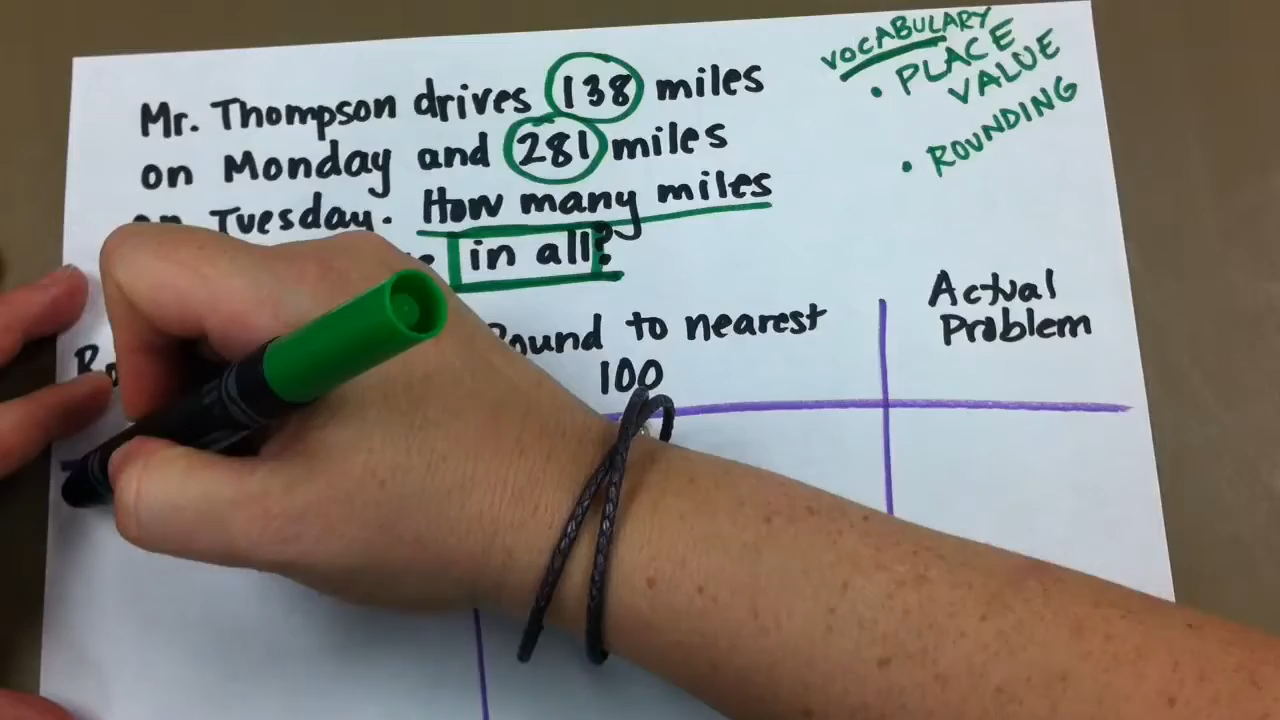 Mr. Thompson drives 138 miles
on Monday and 281 miles
on Tuesday. How many miles
in all?
VOCABULARY
• PLACE
VALUE
• ROUNDING
Round to nearest
100
Actual
Problem